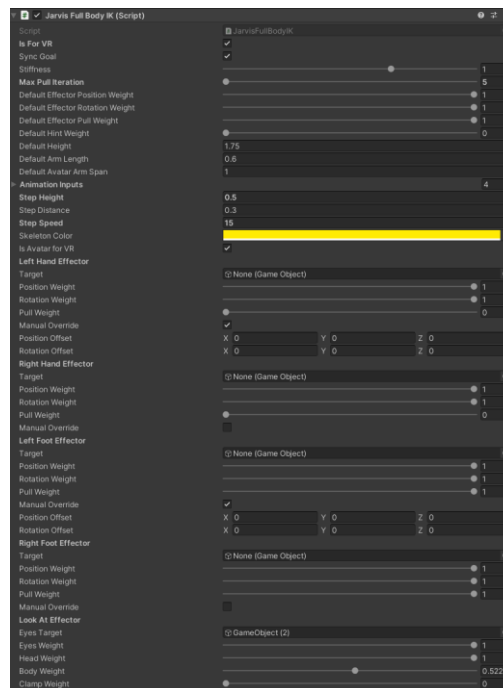 Jarvis Full Body IK (Script)
Script JarvisFullBodyIK
Is For VR
Sync Goal
Stiffness 1
Max Pull Iteration 5
Default Effector Position Weight 1
Default Effector Rotation Weight 1
Default Effector Pull Weight 1
Default Hint Weight 0
Default Height 1.75
Default Arm Length 0.6
Default Avatar Arm Span 1
Animation Inputs 4
Step Height 0.5
Step Distance 0.3
Step Speed 15
Skeleton Color
Is Avatar for VR
Left Hand Effector
Target None (Game Object)
Position Weight 1
Rotation Weight 1
Pull Weight 0
Manual Override
Position Offset X 0 Y 0 Z 0
Rotation Offset X 0 Y 0 Z 0
Right Hand Effector
Target None (Game Object)
Position Weight 1
Rotation Weight 1
Pull Weight 0
Manual Override
Left Foot Effector
Target None (Game Object)
Position Weight 1
Rotation Weight 1
Pull Weight 1
Manual Override
Position Offset X 0 Y 0 Z 0
Rotation Offset X 0 Y 0 Z 0
Right Foot Effector
Target None (Game Object)
Position Weight 1
Rotation Weight 1
Pull Weight 1
Manual Override
Look At Effector
Eyes Target GameObject (2)
Eyes Weight 1
Head Weight 1
Body Weight 0.522
Clamp Weight 0